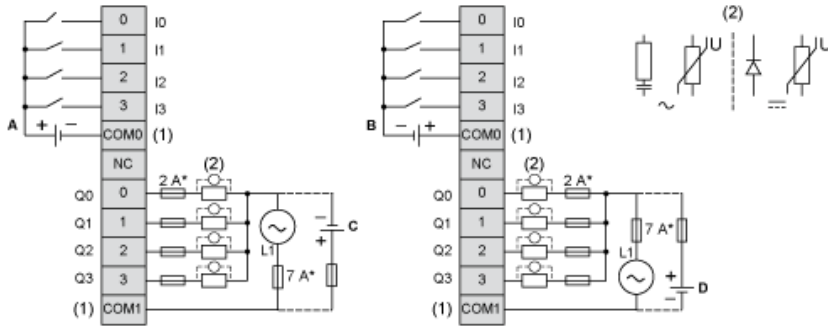 0 I0
1 I1
2 I2
3 I3
A + − COM0 (1)
NC
(2)
Q0 0 2 A*
Q1 1
Q2 2 L1
Q3 3 7 A*
− + C
(1) COM1
0 I0
1 I1
2 I2
3 I3
B − + COM0 (1)
NC
(2)
Q0 0 2 A*
Q1 1 7 A*
Q2 2 L1
Q3 3
+ − D
(1) COM1
(2)
U U
~